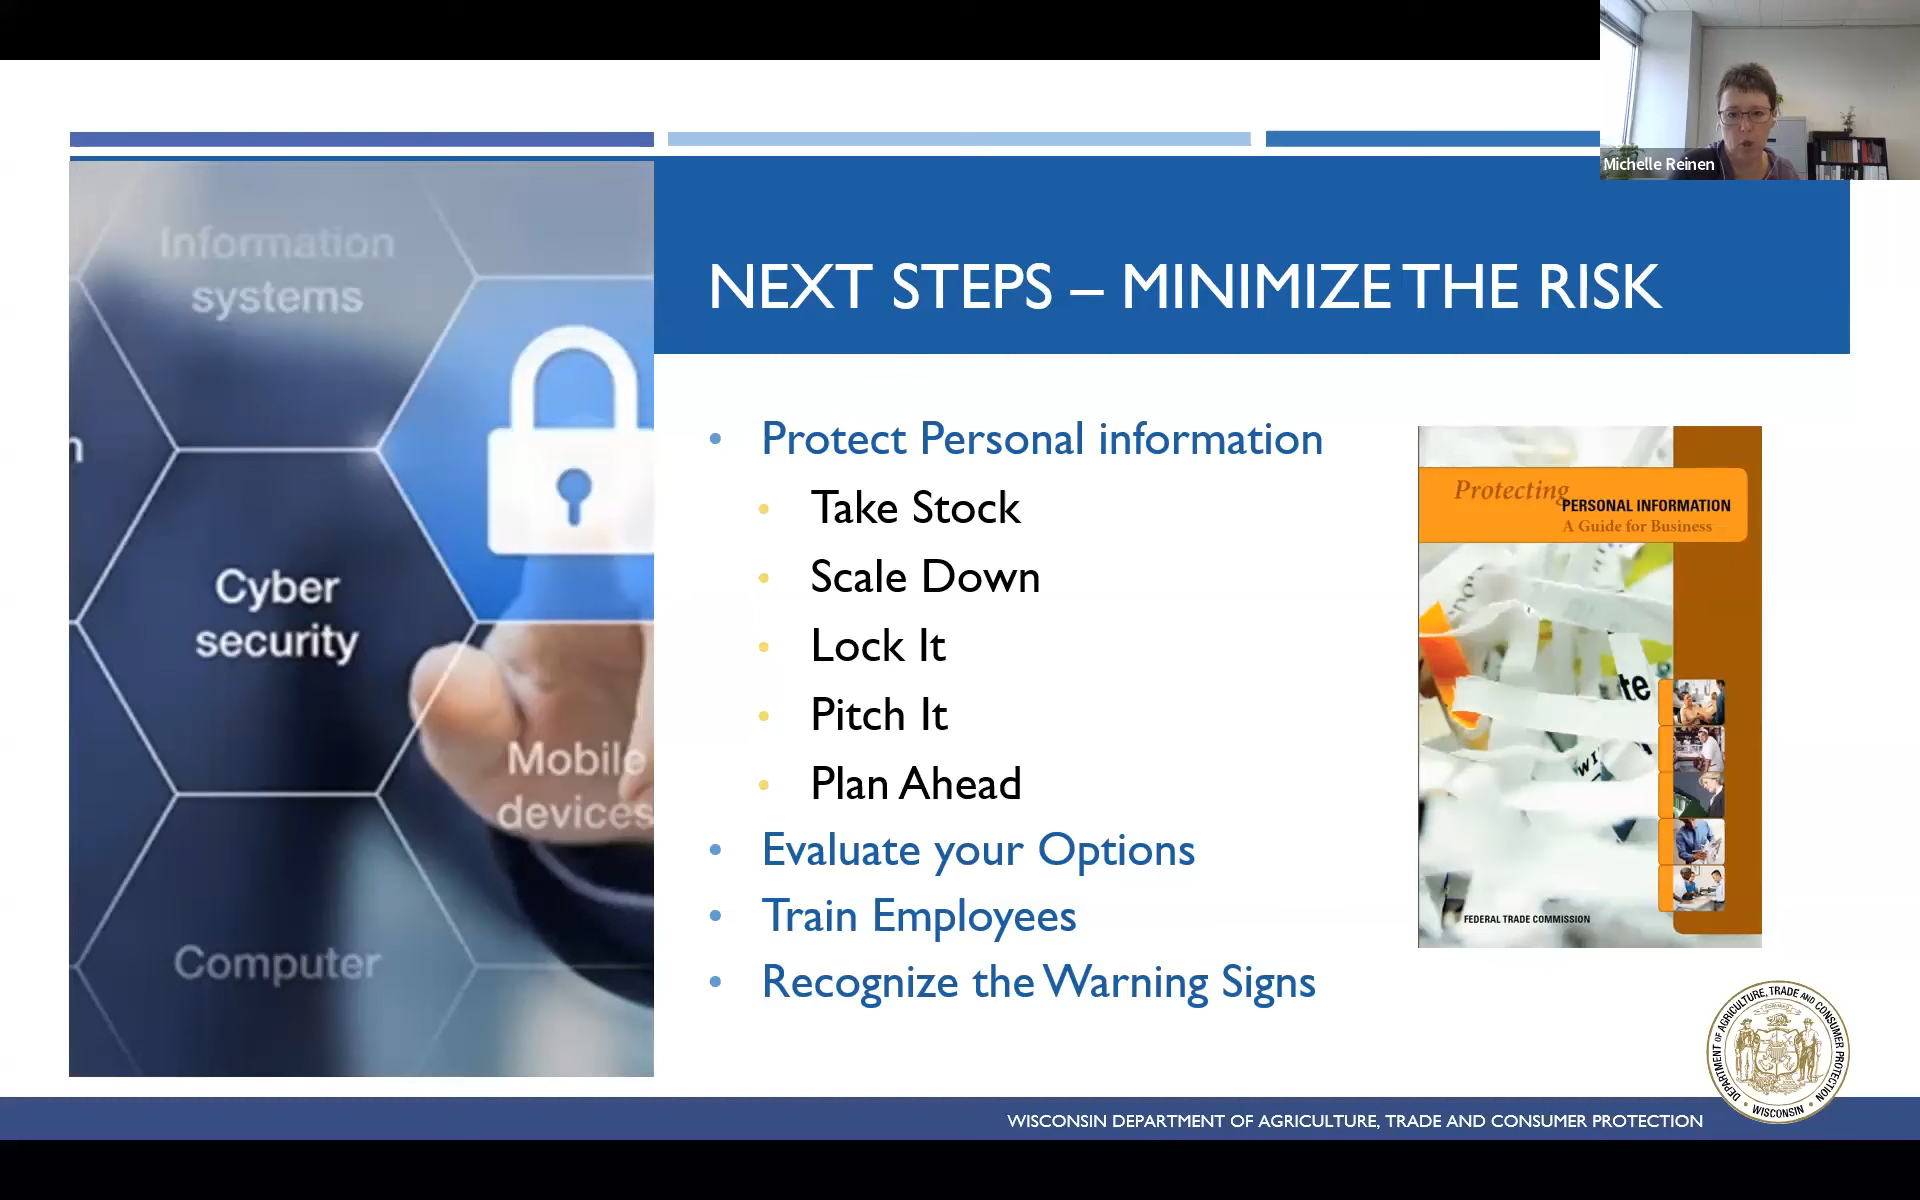 Michelle Reinen
Information
systems
n
Cyber
security
Mobile
devices
Computer
NEXT STEPS – MINIMIZE THE RISK
• Protect Personal information
• Take Stock
• Scale Down
• Lock It
• Pitch It
• Plan Ahead
• Evaluate your Options
• Train Employees
• Recognize the Warning Signs
Protecting
PERSONAL INFORMATION
A Guide for Business
te
wi
FEDERAL TRADE COMMISSION
DEPARTMENT OF AGRICULTURE, TRADE AND CONSUMER PROTECTION
• WISCONSIN •
WISCONSIN DEPARTMENT OF AGRICULTURE, TRADE AND CONSUMER PROTECTION